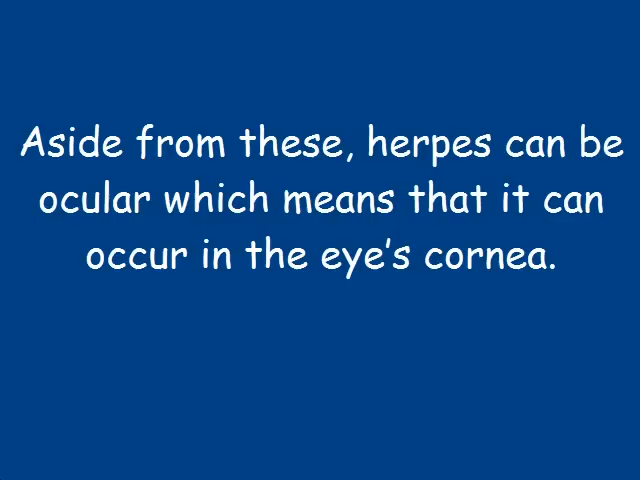 Aside from these, herpes can be
ocular which means that it can
occur in the eye’s cornea.